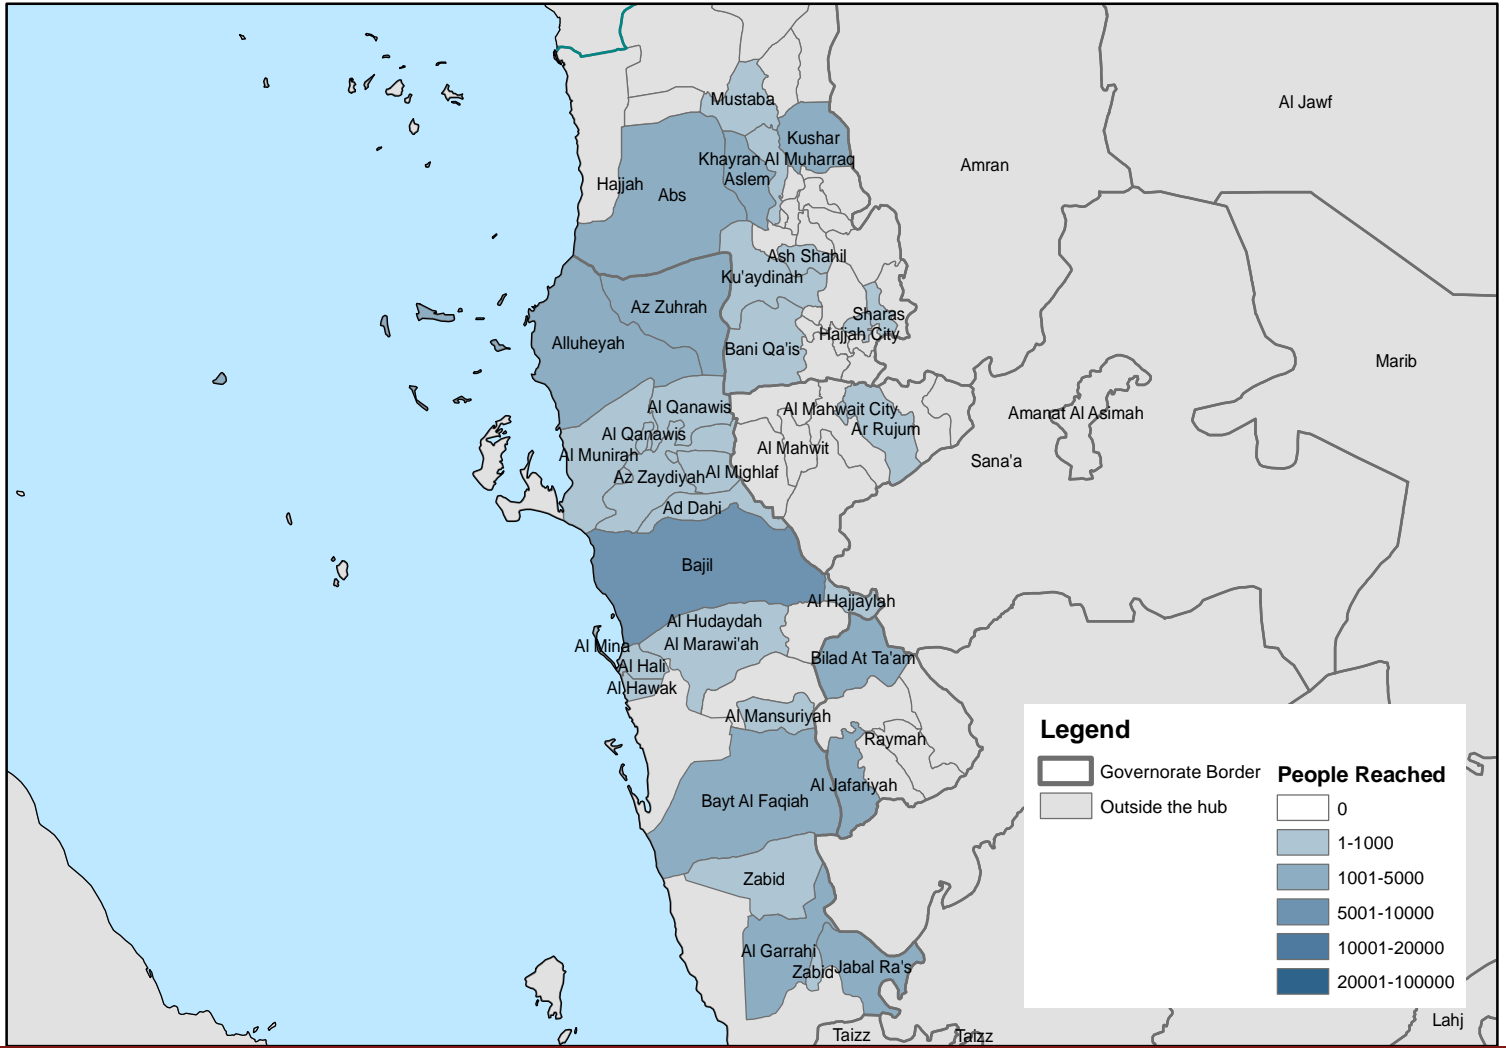 Mustaba
Al Jawf
Kushar
Khayran Al Muharraq
Amran
Aslem
Hajjah
Abs
Ash Shahil
Ku'aydinah
Az Zuhrah
Sharas
Hajjah City
Alluheyah
Bani Qa'is
Marib
Al Qanawis
Al Mahwait City
Amanat Al Asimah
Ar Rujum
Al Qanawis
Al Mahwit
Al Munirah
Sana'a
Az Zaydiyah
Al Mighlaf
Ad Dahi
Bajil
Al Hajjaylah
Al Hudaydah
Al Mina
Al Marawi'ah
Bilad At Ta'am
Al Hali
Al Hawak
Al Mansuriyah
Raymah
Al Jafariyah
Bayt Al Faqiah
Zabid
Al Garrahi
Zabid
Jabal Ra's
Taizz
Taizz
Lahj
Legend
Governorate Border
Outside the hub
People Reached
0
1-1000
1001-5000
5001-10000
10001-20000
20001-100000